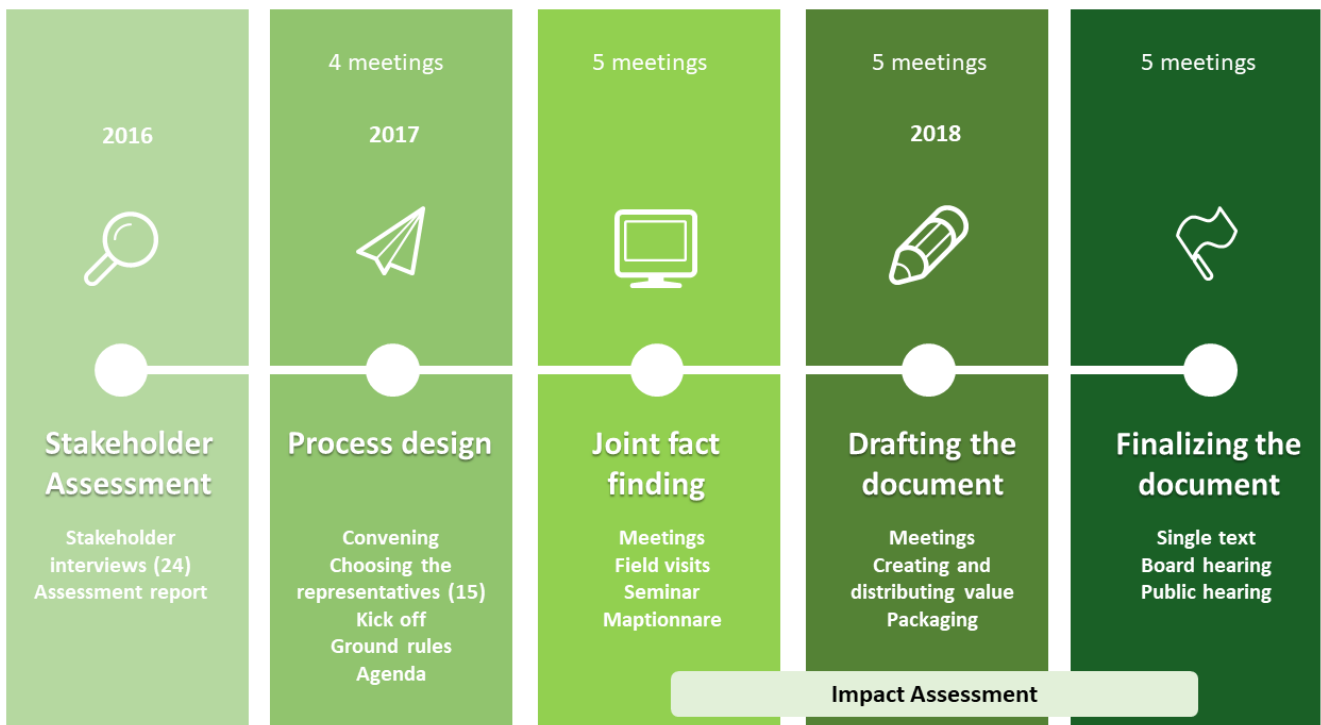 2016
Stakeholder
Assessment
Stakeholder
interviews (24)
Assessment report
4 meetings
2017
Process design
Convening
Choosing the
representatives (15)
Kick off
Ground rules
Agenda
5 meetings
Joint fact
finding
Meetings
Field visits
Seminar
Maptionnare
5 meetings
2018
Drafting the
document
Meetings
Creating and
distributing value
Packaging
5 meetings
Finalizing the
document
Single text
Board hearing
Public hearing
Impact Assessment